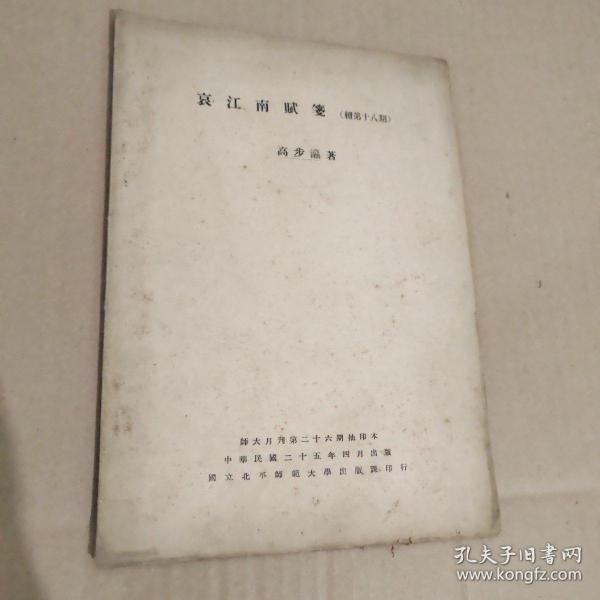 哀江南賦箋（續第十八期）
高步瀛著
師大月刊第二十六期抽印本
中華民國二十五年四月出版
國立北平師範大學出版課印行
孔夫子旧书网
www.kongfz.com